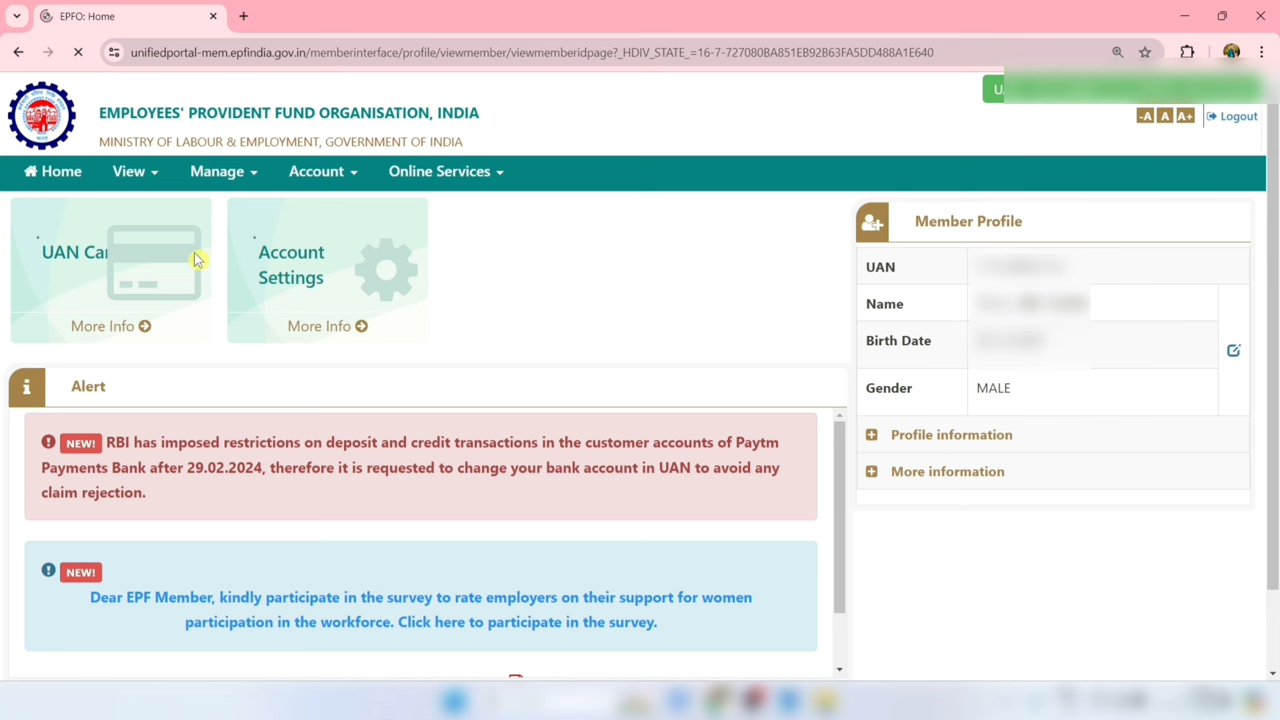 EPFO: Home
unifiedportal-mem.epfindia.gov.in/memberinterface/profile/viewmember/viewmemberidpage?_HDIV_STATE_=16-7-727080BA851EB92B63FA5DD488A1E640
EMPLOYEES' PROVIDENT FUND ORGANISATION, INDIA
MINISTRY OF LABOUR & EMPLOYMENT, GOVERNMENT OF INDIA
-A A A+ Logout
Home View Manage Account Online Services
UAN Car
More Info
Account
Settings
More Info
Member Profile
UAN
Name
Birth Date
Gender MALE
Profile information
More information
Alert
NEW! RBI has imposed restrictions on deposit and credit transactions in the customer accounts of Paytm
Payments Bank after 29.02.2024, therefore it is requested to change your bank account in UAN to avoid any
claim rejection.
NEW!
Dear EPF Member, kindly participate in the survey to rate employers on their support for women
participation in the workforce. Click here to participate in the survey.